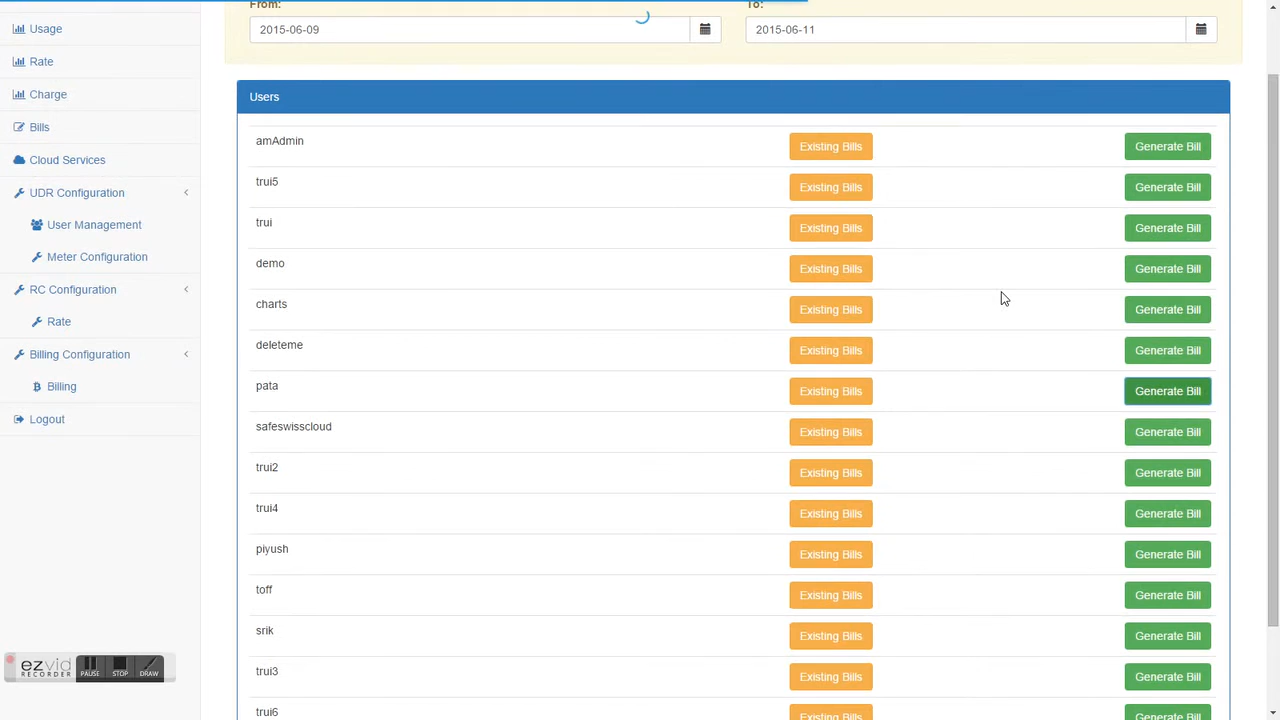 From:
To:
2015-06-09
2015-06-11
Usage
Rate
Charge
Bills
Cloud Services
UDR Configuration
User Management
Meter Configuration
RC Configuration
Rate
Billing Configuration
Billing
Logout
Users
amAdmin Existing Bills Generate Bill
trui5 Existing Bills Generate Bill
trui Existing Bills Generate Bill
demo Existing Bills Generate Bill
charts Existing Bills Generate Bill
deleteme Existing Bills Generate Bill
pata Existing Bills Generate Bill
safeswisscloud Existing Bills Generate Bill
trui2 Existing Bills Generate Bill
trui4 Existing Bills Generate Bill
piyush Existing Bills Generate Bill
toff Existing Bills Generate Bill
srik Existing Bills Generate Bill
trui3 Existing Bills Generate Bill
trui6 Existing Bills Generate Bill
ezvid
RECORDER
PAUSE STOP DRAW